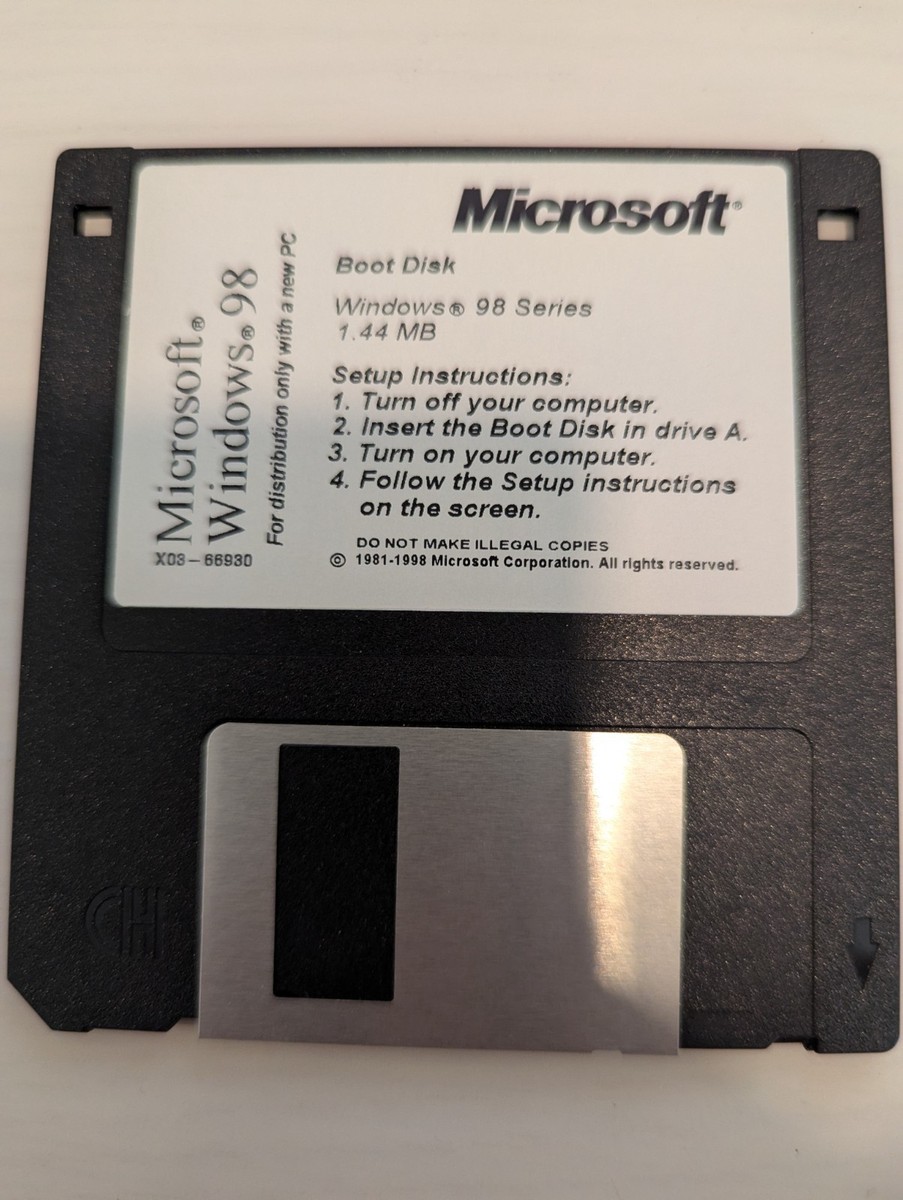 Microsoft®
Boot Disk
Windows® 98 Series
1.44 MB
Setup Instructions:
1. Turn off your computer.
2. Insert the Boot Disk in drive A.
3. Turn on your computer.
4. Follow the Setup instructions
on the screen.
DO NOT MAKE ILLEGAL COPIES
© 1981-1998 Microsoft Corporation. All rights reserved.
Microsoft®
Windows® 98
For distribution only with a new PC
X03-66930
CH